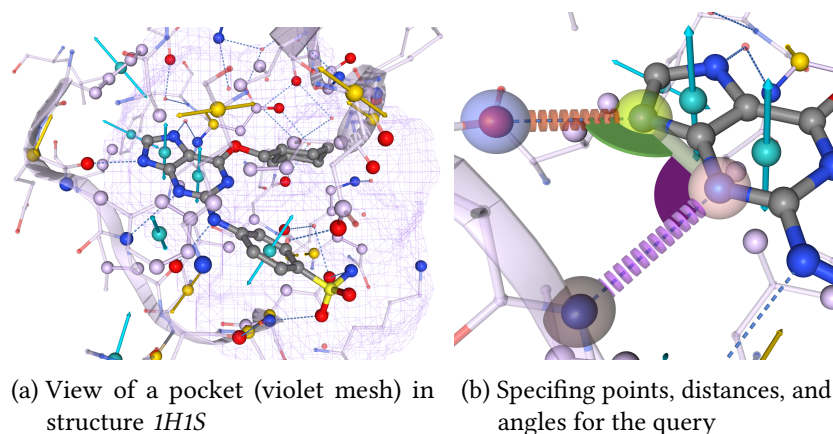 (a) View of a pocket (violet mesh) in
structure 1H1S
(b) Specifing points, distances, and
angles for the query